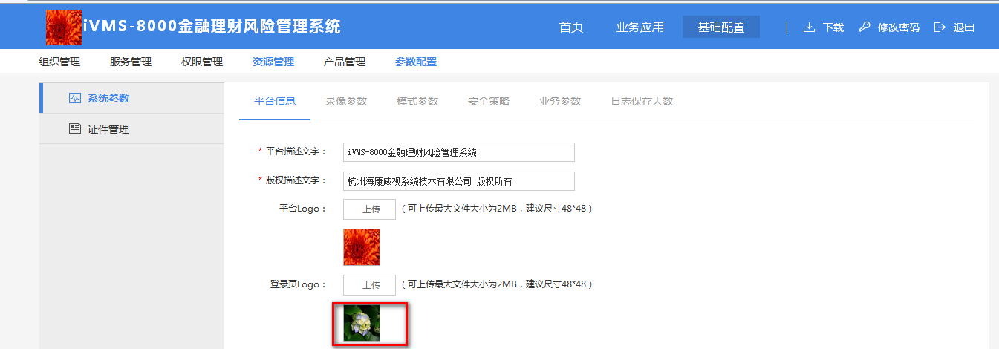 iVMS-8000金融理财风险管理系统
首页 业务应用 基础配置 下载 修改密码 退出
组织管理 服务管理 权限管理 资源管理 产品管理 参数配置
系统参数
证件管理
平台信息 录像参数 模式参数 安全策略 业务参数 日志保存天数
* 平台描述文字： iVMS-8000金融理财风险管理系统
* 版权描述文字： 杭州海康威视系统技术有限公司 版权所有
平台Logo： 上传 （可上传最大文件大小为2MB，建议尺寸48*48）
登录页Logo： 上传 （可上传最大文件大小为2MB，建议尺寸48*48）